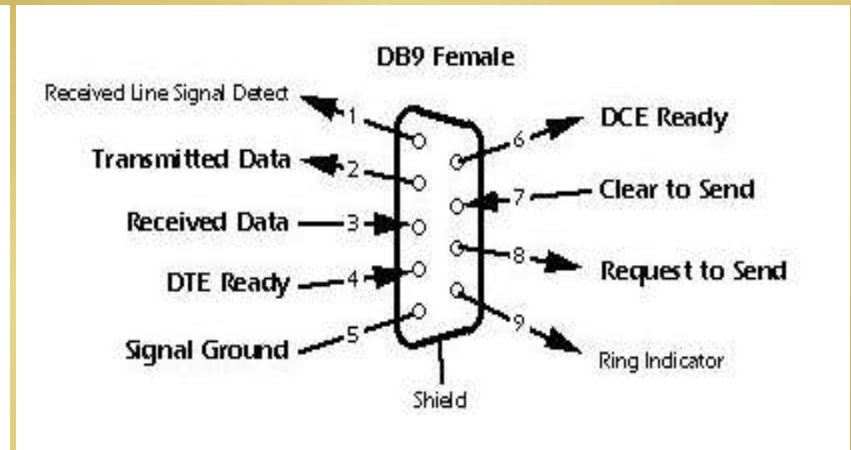 DB9 Female
Received Line Signal Detect
1
Transmitted Data
2
Received Data
3
DTE Ready
4
Signal Ground
5
6
DCE Ready
7
Clear to Send
8
Request to Send
9
Ring Indicator
Shield